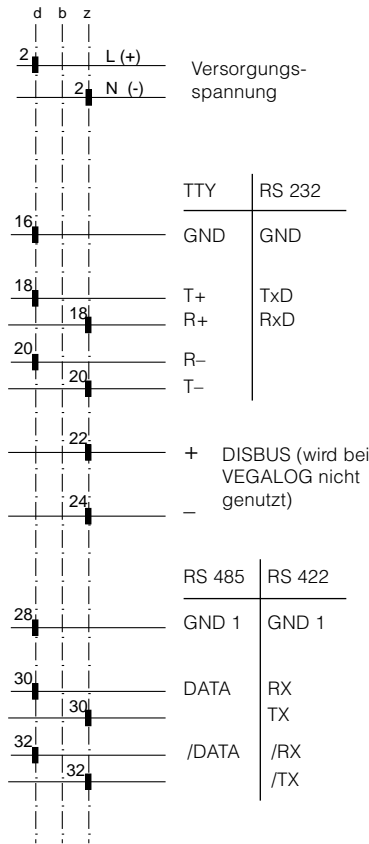 d b z
2 L (+)
2 N (-)
Versorgungs-
spannung
TTY RS 232
16 GND GND
18 T+ TxD
18 R+ RxD
20 R–
20 T–
22 + DISBUS (wird bei
VEGALOG nicht
24 – genutzt)
RS 485 RS 422
28 GND 1 GND 1
30 DATA RX
30 TX
32 /DATA /RX
32 /TX